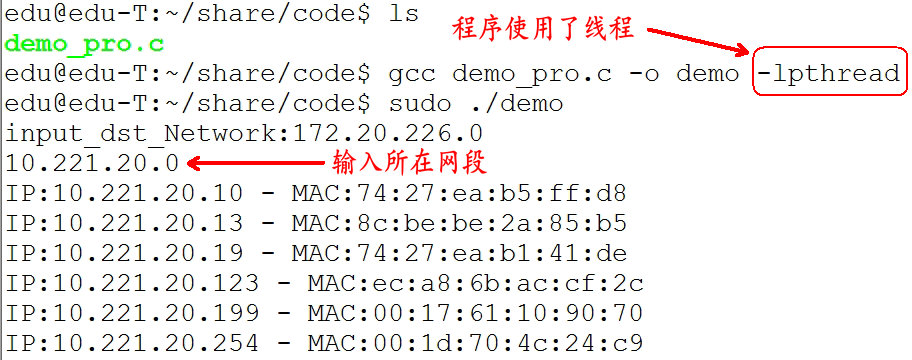 edu@edu-T:~/share/code$ ls
程序使用了线程
demo_pro.c
edu@edu-T:~/share/code$ gcc demo_pro.c -o demo -lpthread
edu@edu-T:~/share/code$ sudo ./demo
input_dst_Network:172.20.226.0
10.221.20.0
输入所在网段
IP:10.221.20.10 - MAC:74:27:ea:b5:ff:d8
IP:10.221.20.13 - MAC:8c:be:be:2a:85:b5
IP:10.221.20.19 - MAC:74:27:ea:b1:41:de
IP:10.221.20.123 - MAC:ec:a8:6b:ac:cf:2c
IP:10.221.20.199 - MAC:00:17:61:10:90:70
IP:10.221.20.254 - MAC:00:1d:70:4c:24:c9